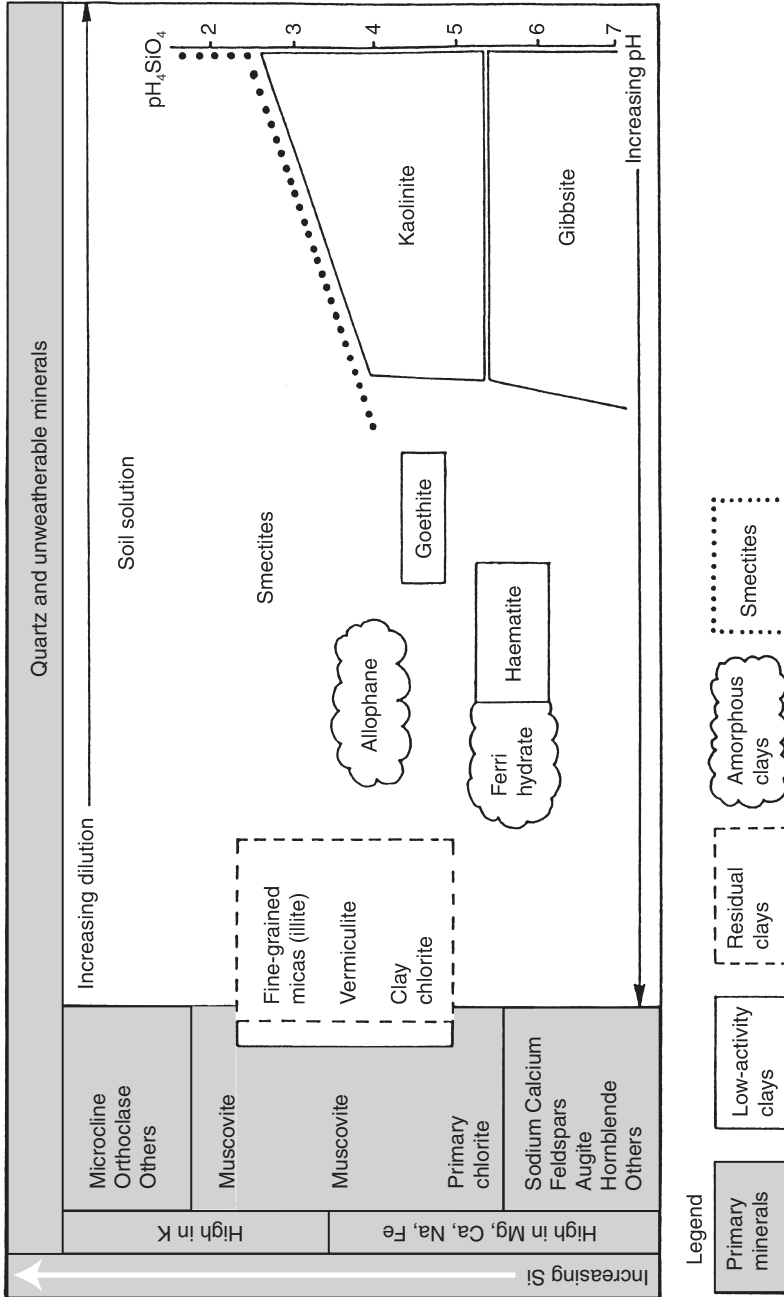 Quartz and unweatherable minerals
Increasing Si
High in K
High in Mg, Ca, Na, Fe
Microcline
Orthoclase
Others
Muscovite
Muscovite
Primary
chlorite
Sodium Calcium
Feldspars
Augite
Hornblende
Others
Increasing dilution
Soil solution
Fine-grained
micas (illite)
Vermiculite
Clay
chlorite
Smectites
Allophane
Ferri
hydrate
Haematite
Goethite
Kaolinite
Gibbsite
pH₄SiO₄
2
3
4
5
6
7
Increasing pH
Legend
Primary
minerals
Low-activity
clays
Residual
clays
Amorphous
clays
Smectites